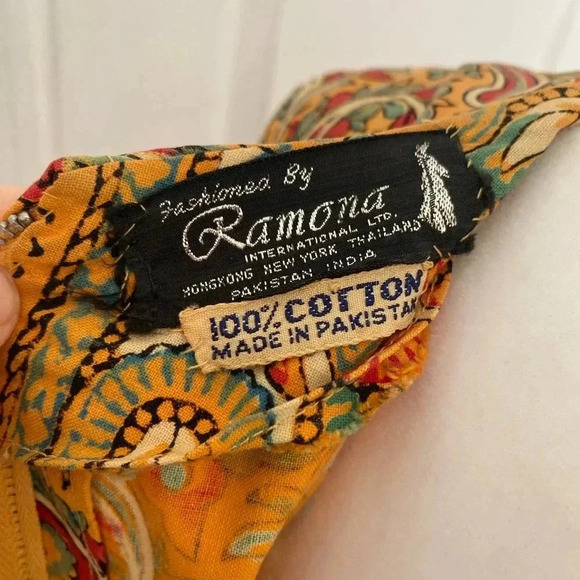 Fashioned By
Ramona
INTERNATIONAL LTD.
HONGKONG NEW YORK THAILAND
PAKISTAN INDIA
100% COTTON
MADE IN PAKISTAN